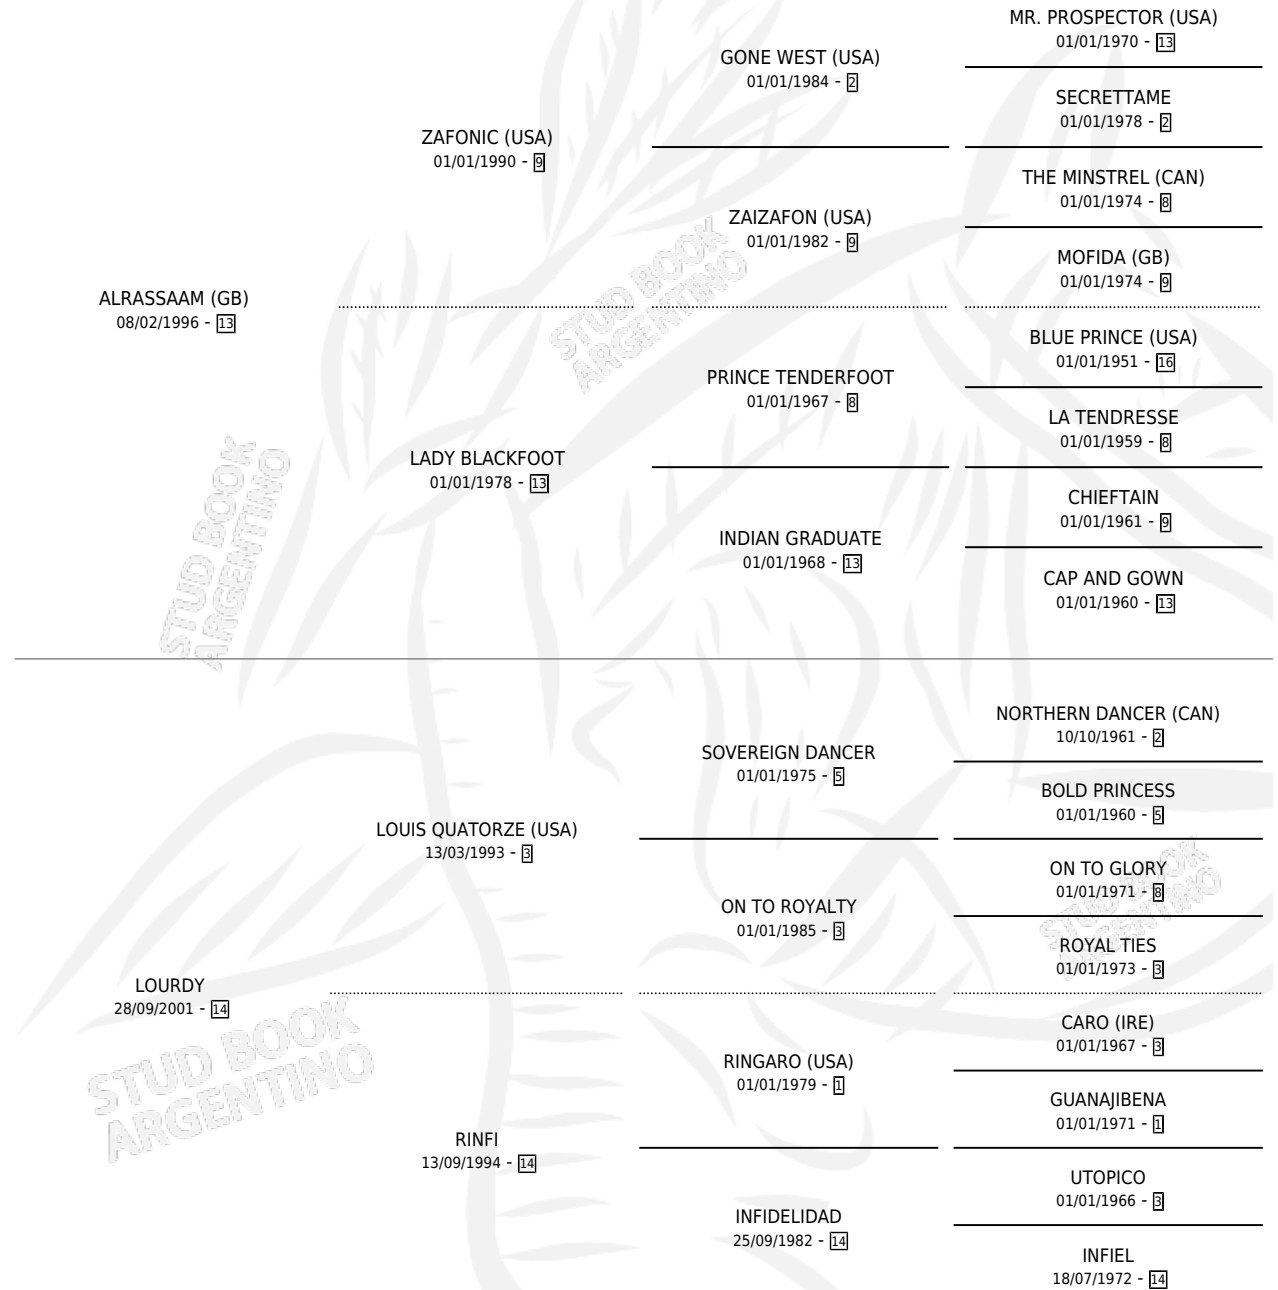 MR. PROSPECTOR (USA)
01/01/1970 - 13
GONE WEST (USA)
01/01/1984 - 2
SECRETTAME
01/01/1978 - 2
ZAFONIC (USA)
01/01/1990 - 9
THE MINSTREL (CAN)
01/01/1974 - 8
ZAIZAFON (USA)
01/01/1982 - 9
MOFIDA (GB)
01/01/1974 - 9
ALRASSAAM (GB)
08/02/1996 - 13
BLUE PRINCE (USA)
01/01/1951 - 16
PRINCE TENDERFOOT
01/01/1967 - 8
LA TENDRESSE
01/01/1959 - 8
LADY BLACKFOOT
01/01/1978 - 13
CHIEFTAIN
01/01/1961 - 9
INDIAN GRADUATE
01/01/1968 - 13
CAP AND GOWN
01/01/1960 - 13
NORTHERN DANCER (CAN)
10/10/1961 - 2
SOVEREIGN DANCER
01/01/1975 - 5
BOLD PRINCESS
01/01/1960 - 5
LOUIS QUATORZE (USA)
13/03/1993 - 3
ON TO GLORY
01/01/1971 - 8
ON TO ROYALTY
01/01/1985 - 3
ROYAL TIES
01/01/1973 - 3
LOURDY
28/09/2001 - 14
CARO (IRE)
01/01/1967 - 3
RINGARO (USA)
01/01/1979 - 1
GUANAJIBENA
01/01/1971 - 1
RINFI
13/09/1994 - 14
UTOPICO
01/01/1966 - 3
INFIDELIDAD
25/09/1982 - 14
INFIEL
18/07/1972 - 14
STUD BOOK
ARGENTINO
STUD BOOK
ARGENTINO
STUD BOOK
ARGENTINO
STUD BOOK
ARGENTINO